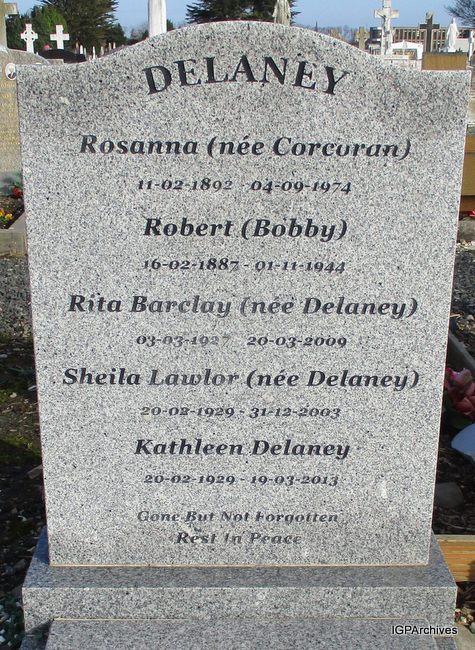 DELANEY
Rosanna (née Corcoran)
11-02-1892 04-09-1974
Robert (Bobby)
16-02-1887 - 01-11-1944
Rita Barclay (née Delaney)
03-03-1927 20-03-2009
Sheila Lawlor (née Delaney)
20-02-1929 - 31-12-2003
Kathleen Delaney
20-02-1929 - 19-03-2013
Gone But Not Forgotten
Rest In Peace
IGPArchives